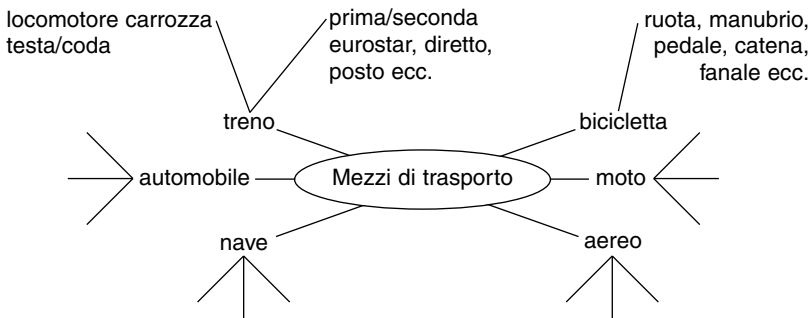 locomotore carrozza
testa/coda
prima/seconda
eurostar, diretto,
posto ecc.
ruota, manubrio,
pedale, catena,
fanale ecc.
treno
bicicletta
automobile
Mezzi di trasporto
moto
nave
aereo